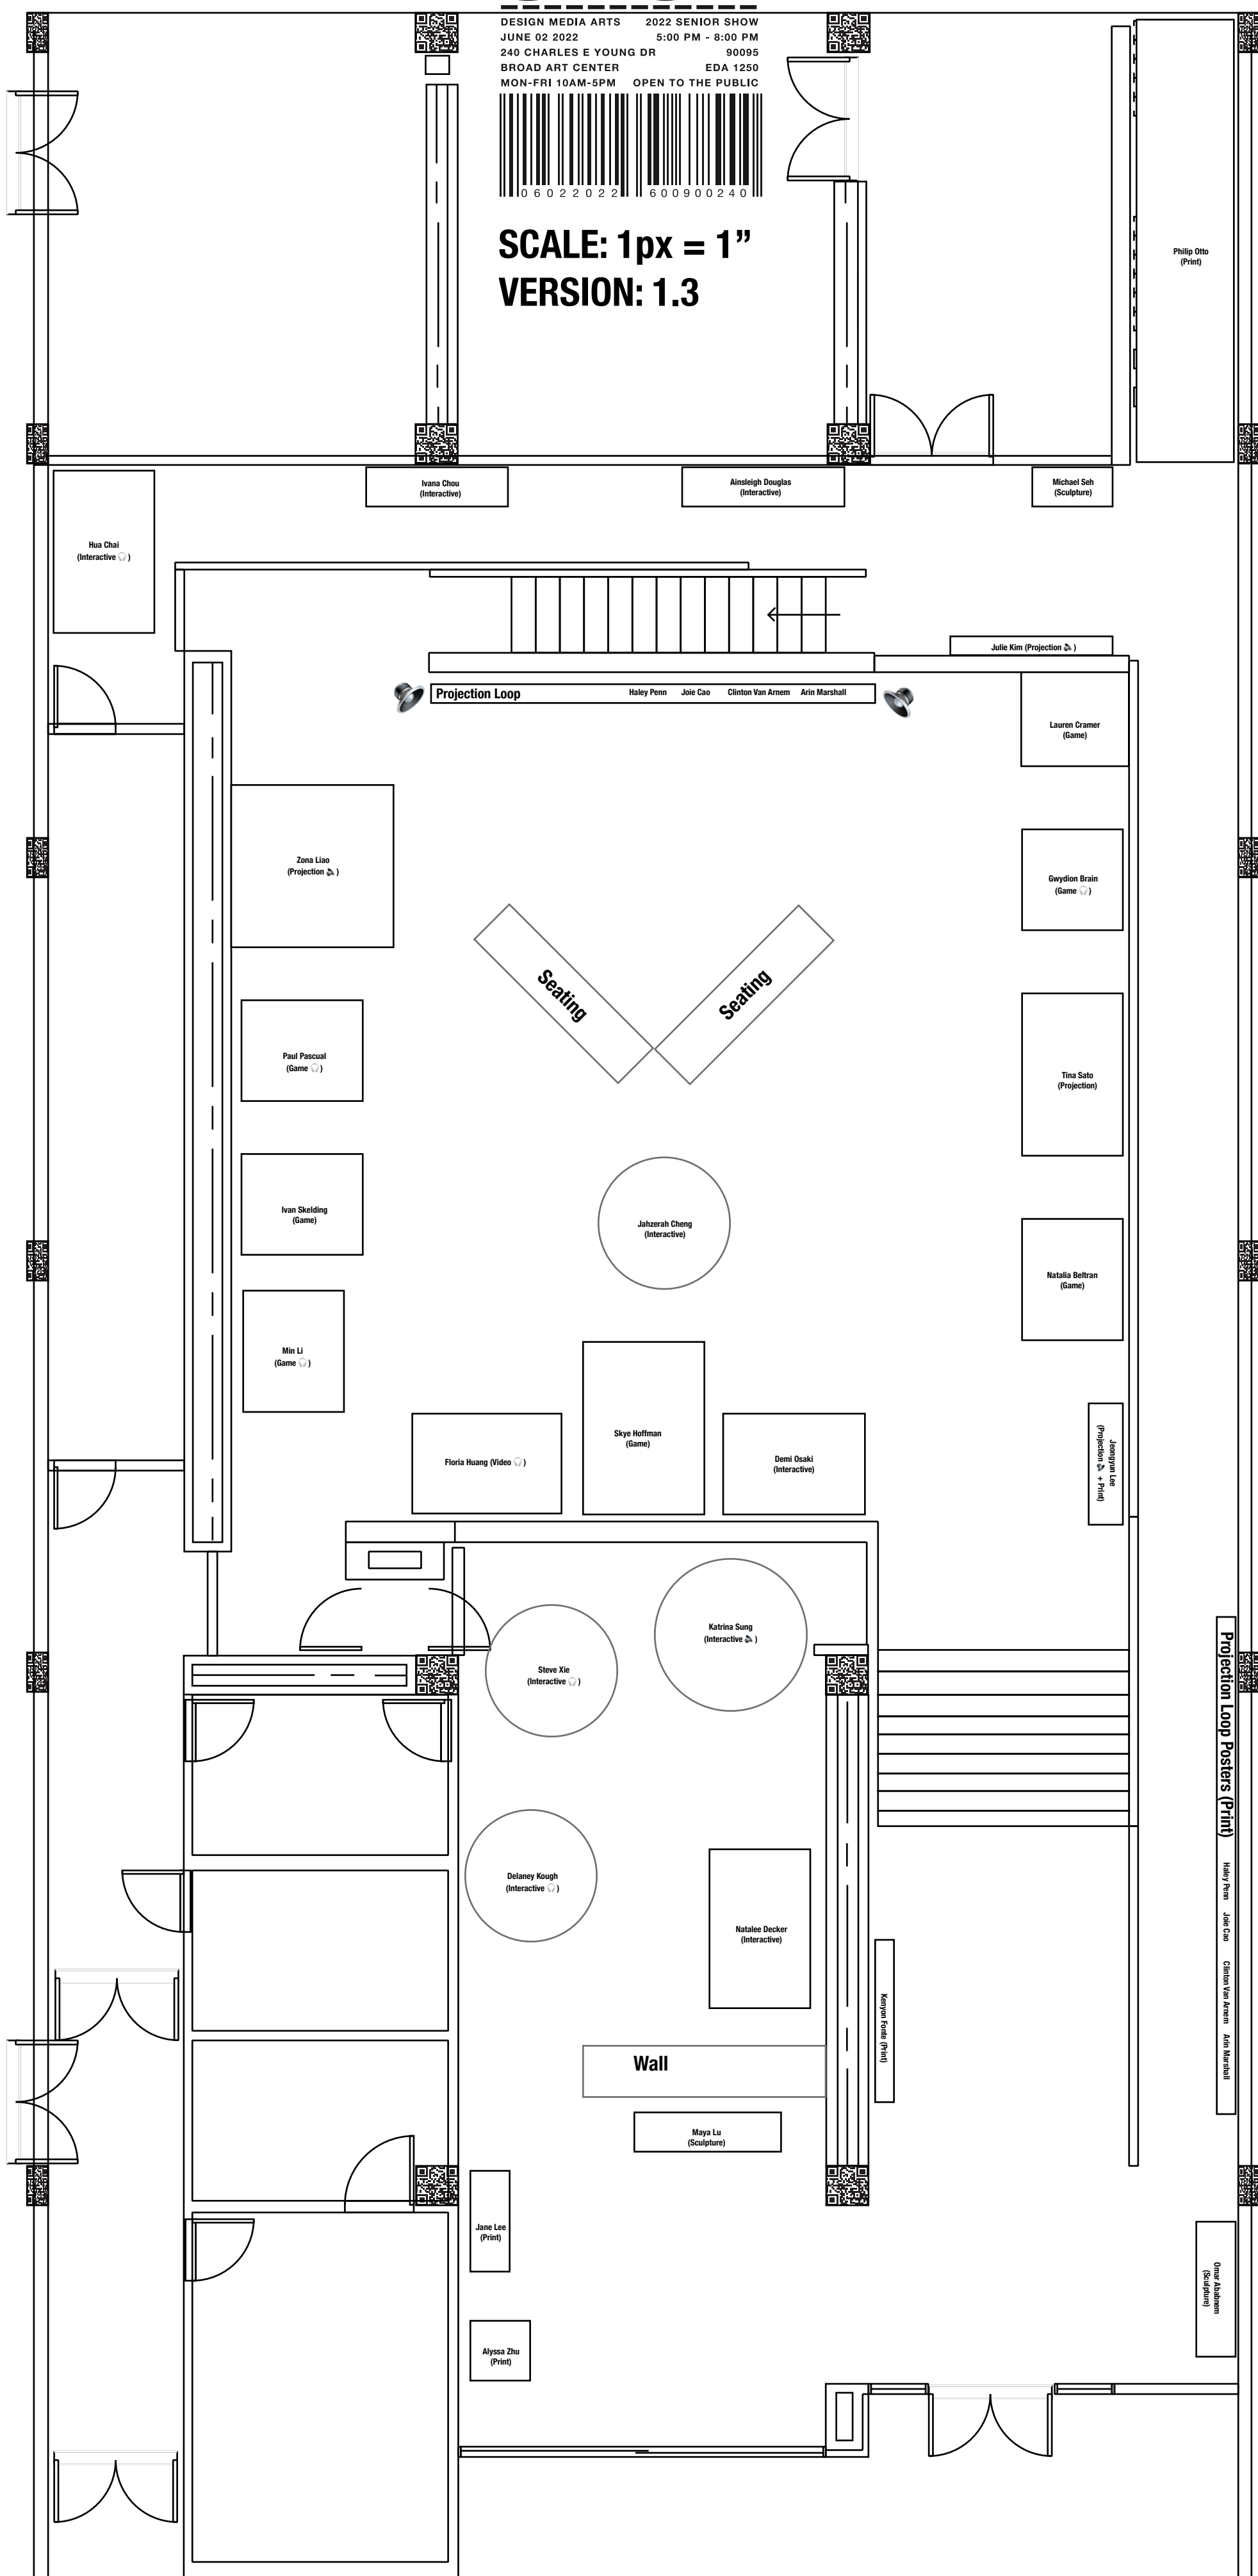 DESIGN MEDIA ARTS 2022 SENIOR SHOW
JUNE 02 2022 5:00 PM - 8:00 PM
240 CHARLES E YOUNG DR 90095
BROAD ART CENTER EDA 1250
MON-FRI 10AM-5PM OPEN TO THE PUBLIC
06022022 600900240
SCALE: 1px = 1”
VERSION: 1.3
Philip Otto
(Print)
Ivana Chou
(Interactive)
Ainsleigh Douglas
(Interactive)
Michael Seh
(Sculpture)
Hua Chai
(Interactive 🎧)
Julie Kim (Projection 🔊)
Projection Loop Haley Penn Joie Cao Clinton Van Arnem Arin Marshall
Lauren Cramer
(Game)
Zona Liao
(Projection 🔊)
Gwydion Brain
(Game 🎧)
Seating
Seating
Paul Pascual
(Game 🎧)
Tina Sato
(Projection)
Ivan Skelding
(Game)
Jahzerah Cheng
(Interactive)
Natalia Beltran
(Game)
Min Li
(Game 🎧)
Floria Huang (Video 🎧)
Skye Hoffman
(Game)
Demi Osaki
(Interactive)
Jeongyun Lee
(Projection 🔊 + Print)
Steve Xie
(Interactive 🎧)
Katrina Sung
(Interactive 🔊)
Projection Loop Posters (Print) Haley Penn Joie Cao Clinton Van Arnem Arin Marshall
Delaney Kough
(Interactive 🎧)
Natalee Decker
(Interactive)
Kenyon Fonte (Print)
Wall
Maya Lu
(Sculpture)
Jane Lee
(Print)
Omar Ababnem
(Sculpture)
Alyssa Zhu
(Print)